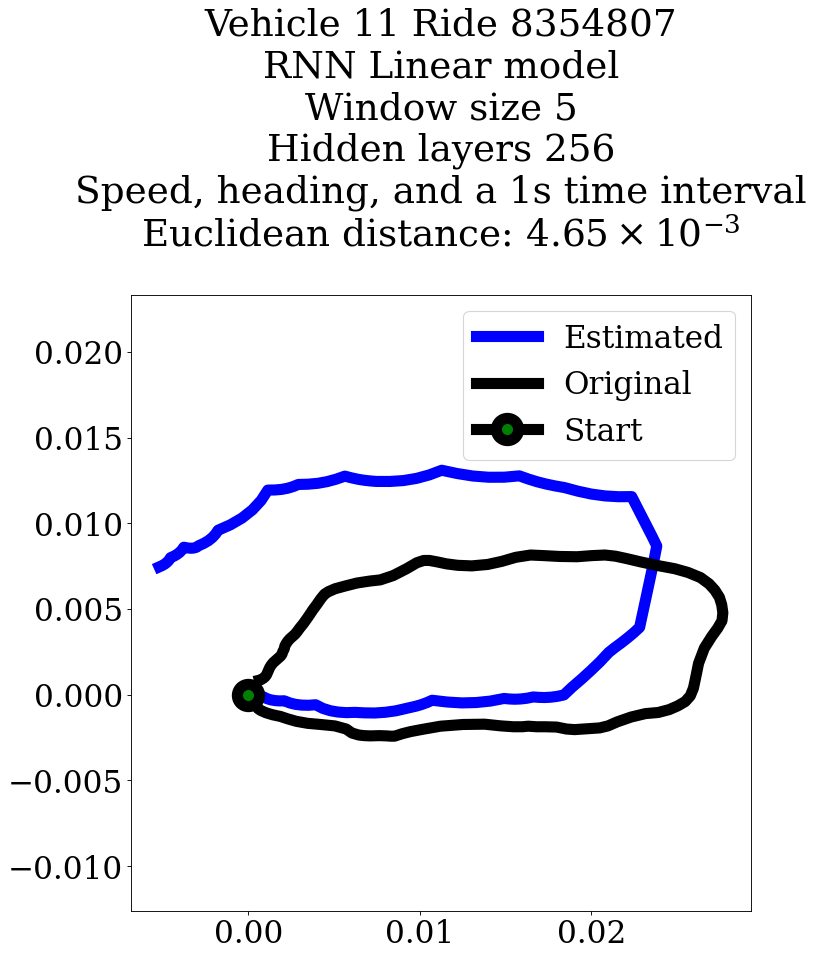 Vehicle 11 Ride 8354807
RNN Linear model
Window size 5
Hidden layers 256
Speed, heading, and a 1s time interval
Euclidean distance: 4.65 × 10⁻³
Estimated
Original
Start
0.020
0.015
0.010
0.005
0.000
−0.005
−0.010
0.00 0.01 0.02